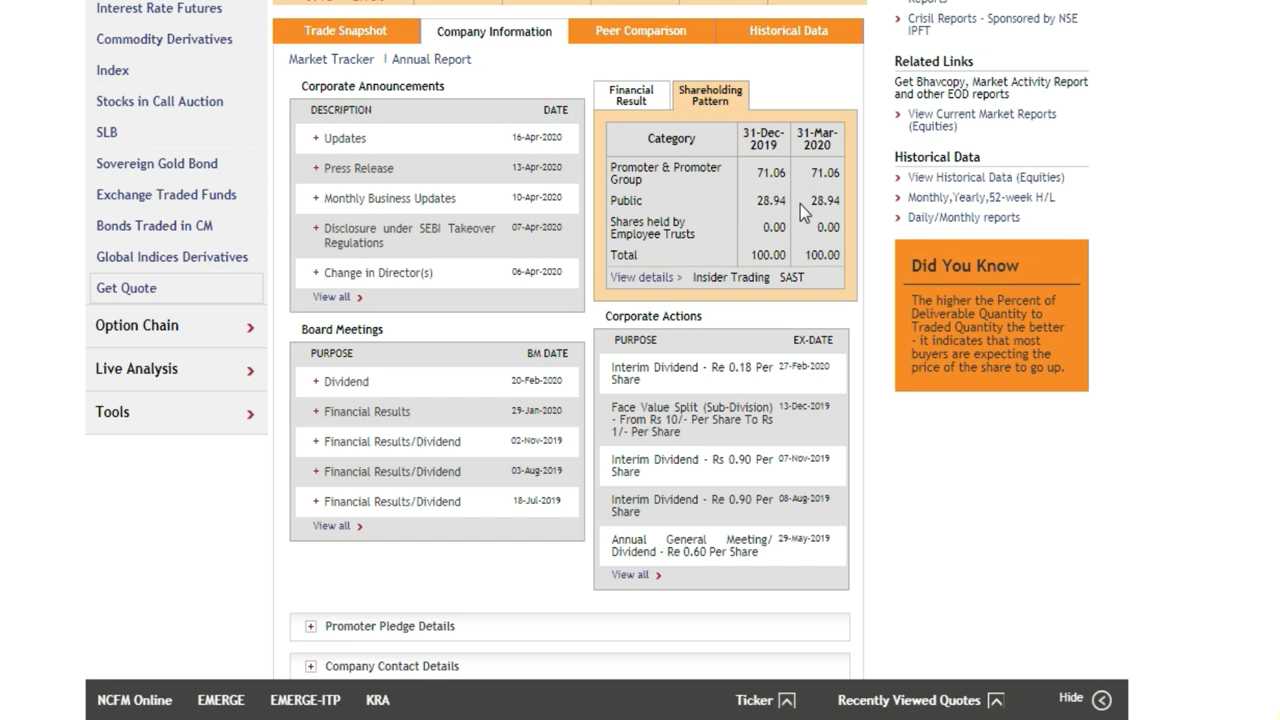 Interest Rate Futures
Commodity Derivatives
Index
Stocks in Call Auction
SLB
Sovereign Gold Bond
Exchange Traded Funds
Bonds Traded in CM
Global Indices Derivatives
Get Quote
Option Chain
Live Analysis
Tools
Trade Snapshot
Company Information
Peer Comparison
Historical Data
Market Tracker | Annual Report
Corporate Announcements
DESCRIPTION DATE
+ Updates 16-Apr-2020
+ Press Release 13-Apr-2020
+ Monthly Business Updates 10-Apr-2020
+ Disclosure under SEBI Takeover 07-Apr-2020
Regulations
+ Change in Director(s) 06-Apr-2020
View all >
Board Meetings
PURPOSE BM DATE
+ Dividend 20-Feb-2020
+ Financial Results 29-Jan-2020
+ Financial Results/Dividend 02-Nov-2019
+ Financial Results/Dividend 03-Aug-2019
+ Financial Results/Dividend 18-Jul-2019
View all >
Financial
Result
Shareholding
Pattern
Category 31-Dec- 31-Mar-
2019 2020
Promoter & Promoter 71.06 71.06
Group
Public 28.94 28.94
Shares held by 0.00 0.00
Employee Trusts
Total 100.00 100.00
View details > Insider Trading SAST
Corporate Actions
PURPOSE EX-DATE
Interim Dividend - Re 0.18 Per 27-Feb-2020
Share
Face Value Split (Sub-Division) 13-Dec-2019
- From Rs 10/- Per Share To Rs
1/- Per Share
Interim Dividend - Rs 0.90 Per 07-Nov-2019
Share
Interim Dividend - Re 0.90 Per 08-Aug-2019
Share
Annual General Meeting/ 29-May-2019
Dividend - Re 0.60 Per Share
View all >
+ Promoter Pledge Details
+ Company Contact Details
Crisil Reports - Sponsored by NSE
IPFT
Related Links
Get Bhavcopy, Market Activity Report
and other EOD reports
View Current Market Reports
(Equities)
Historical Data
View Historical Data (Equities)
Monthly,Yearly,52-week H/L
Daily/Monthly reports
Did You Know
The higher the Percent of
Deliverable Quantity to
Traded Quantity the better
- it indicates that most
buyers are expecting the
price of the share to go up.
NCFM Online EMERGE EMERGE-ITP KRA Ticker Recently Viewed Quotes Hide